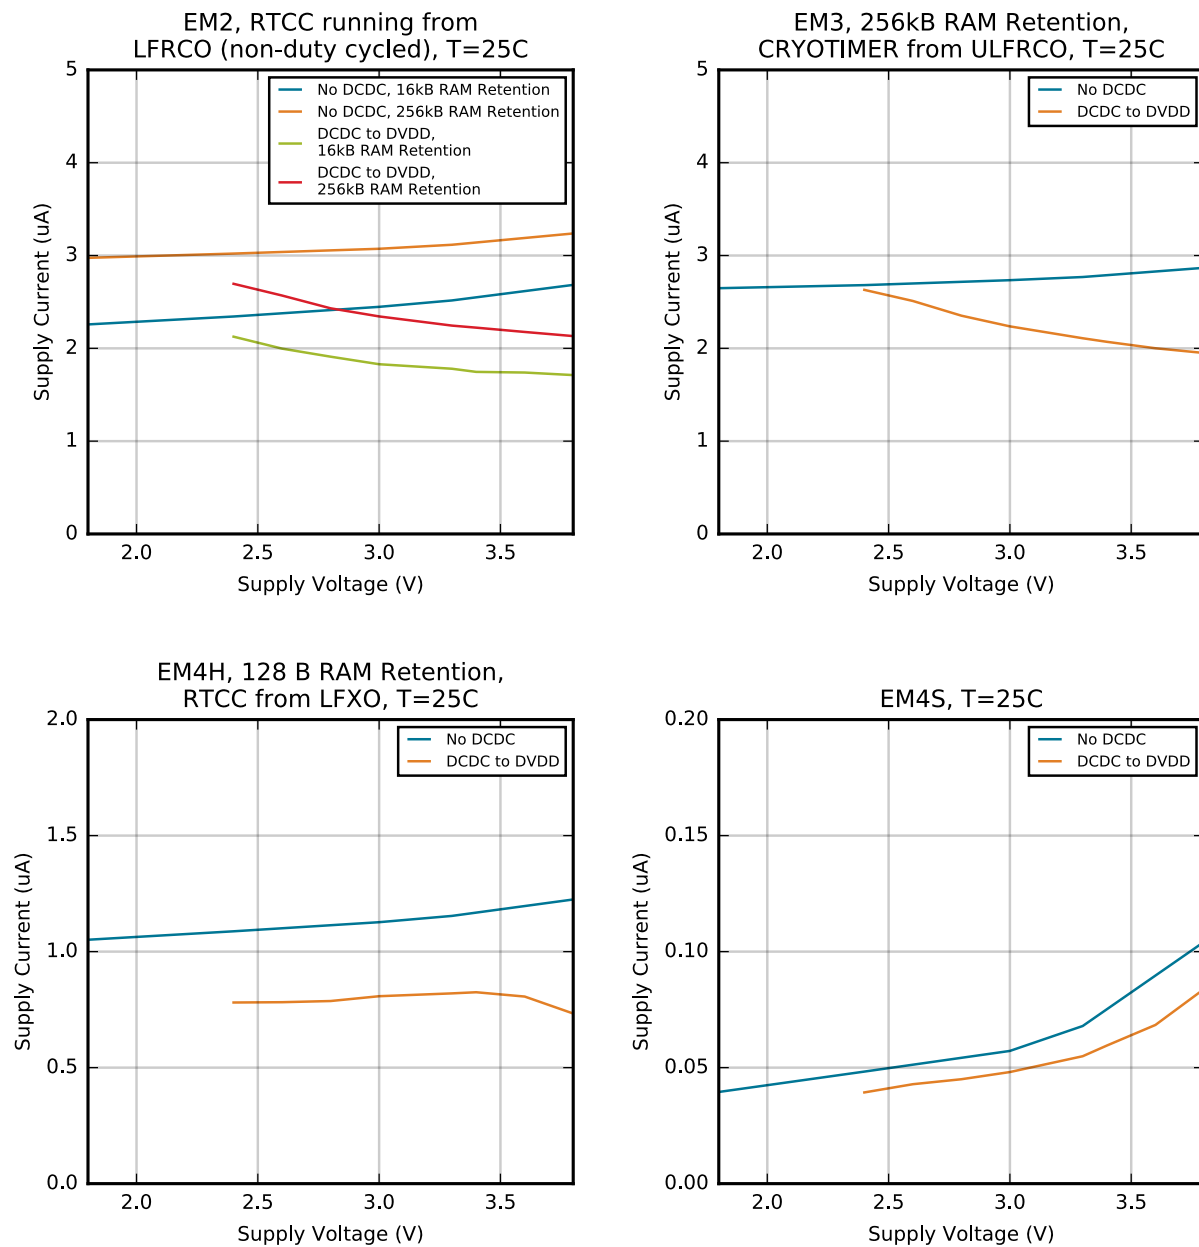 EM2, RTCC running from
LFRCO (non-duty cycled), T=25C
5
4
3
2
1
0
Supply Current (uA)
No DCDC, 16kB RAM Retention
No DCDC, 256kB RAM Retention
DCDC to DVDD,
16kB RAM Retention
DCDC to DVDD,
256kB RAM Retention
2.0 2.5 3.0 3.5
Supply Voltage (V)
EM3, 256kB RAM Retention,
CRYOTIMER from ULFRCO, T=25C
5
4
3
2
1
0
Supply Current (uA)
No DCDC
DCDC to DVDD
2.0 2.5 3.0 3.5
Supply Voltage (V)
EM4H, 128 B RAM Retention,
RTCC from LFXO, T=25C
2.0
1.5
1.0
0.5
0.0
Supply Current (uA)
No DCDC
DCDC to DVDD
2.0 2.5 3.0 3.5
Supply Voltage (V)
EM4S, T=25C
0.20
0.15
0.10
0.05
0.00
Supply Current (uA)
No DCDC
DCDC to DVDD
2.0 2.5 3.0 3.5
Supply Voltage (V)